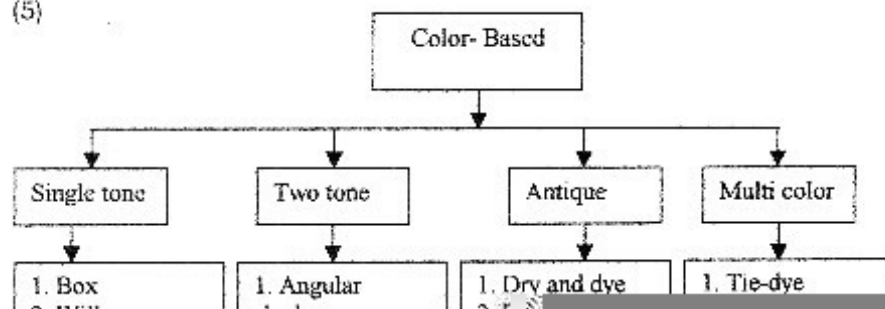 (5)
Color- Based
Single tone
Two tone
Antique
Multi color
1. Box
1. Angular
1. Dry and dye
1. Tie-dye